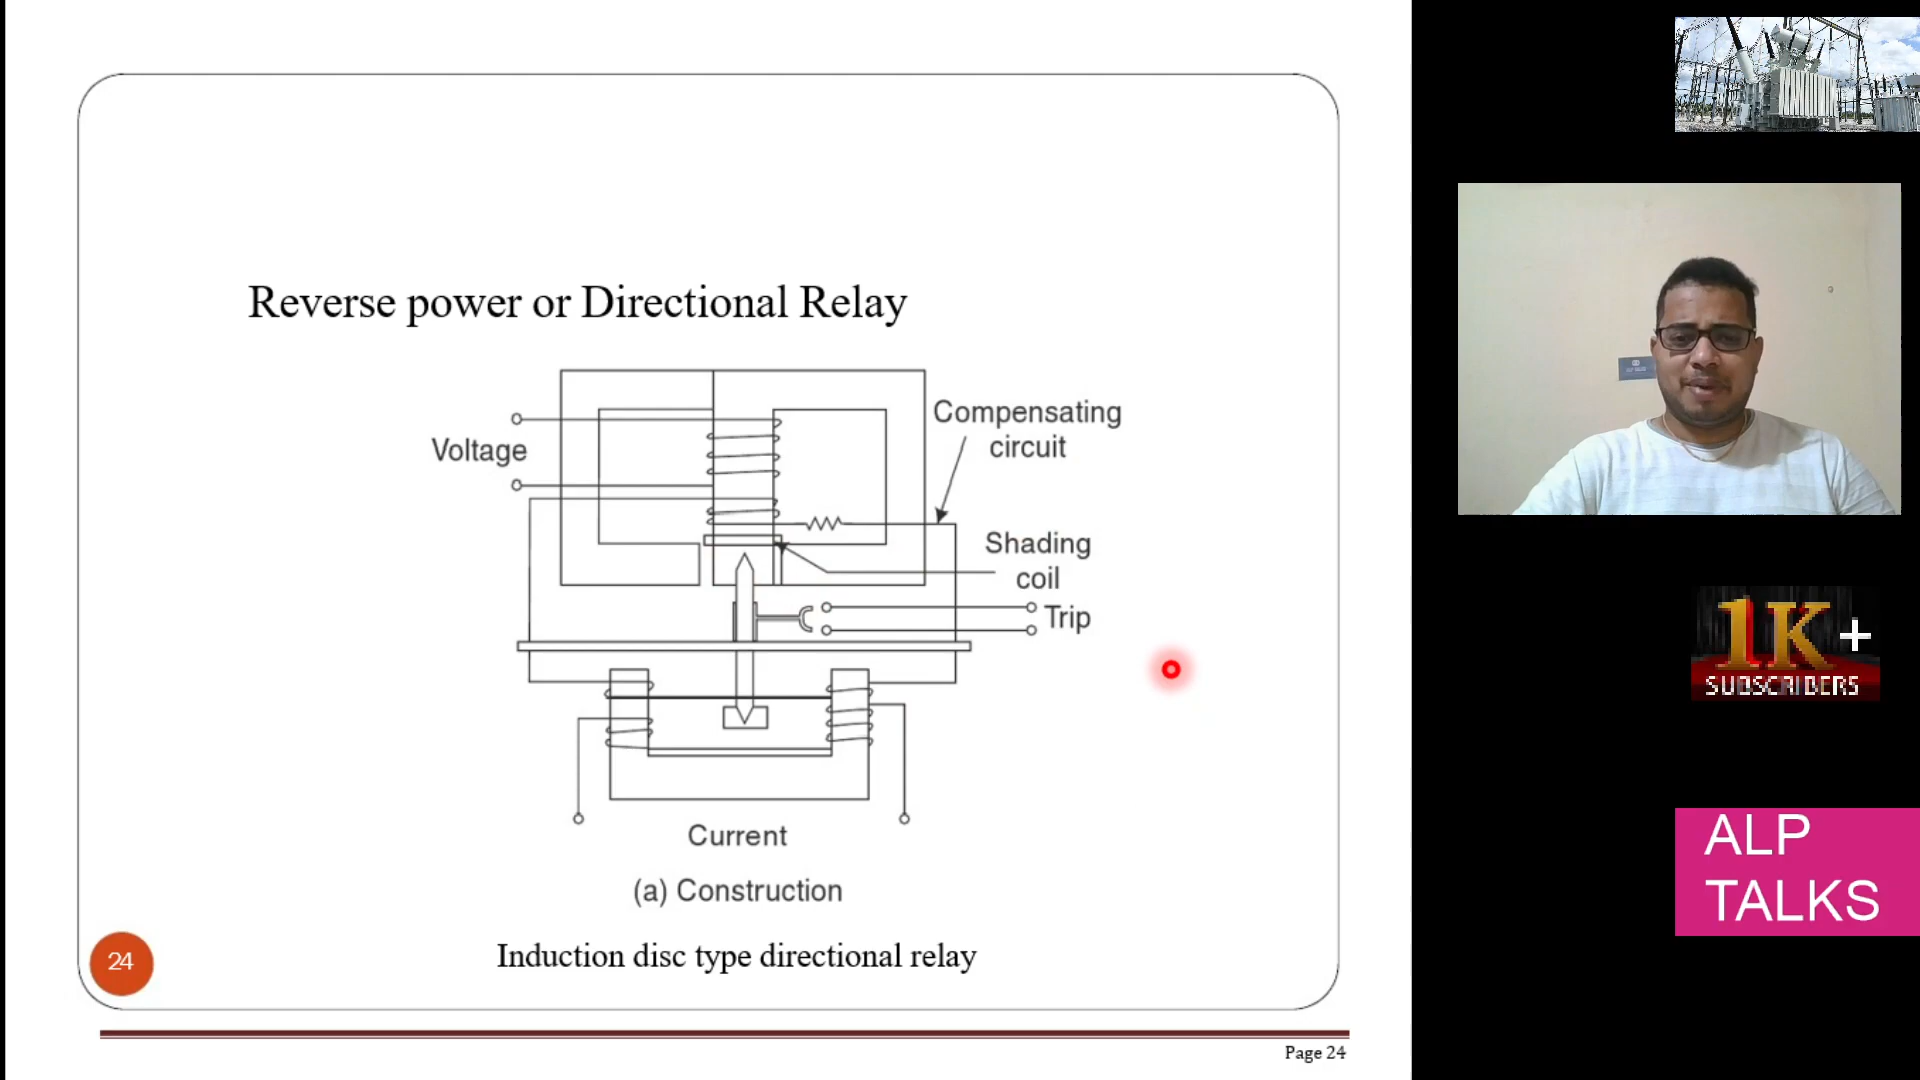 Reverse power or Directional Relay
Voltage
Compensating
circuit
Shading
coil
Trip
Current
(a) Construction
Induction disc type directional relay
24
Page 24
1K+
SUBSCRIBERS
ALP
TALKS